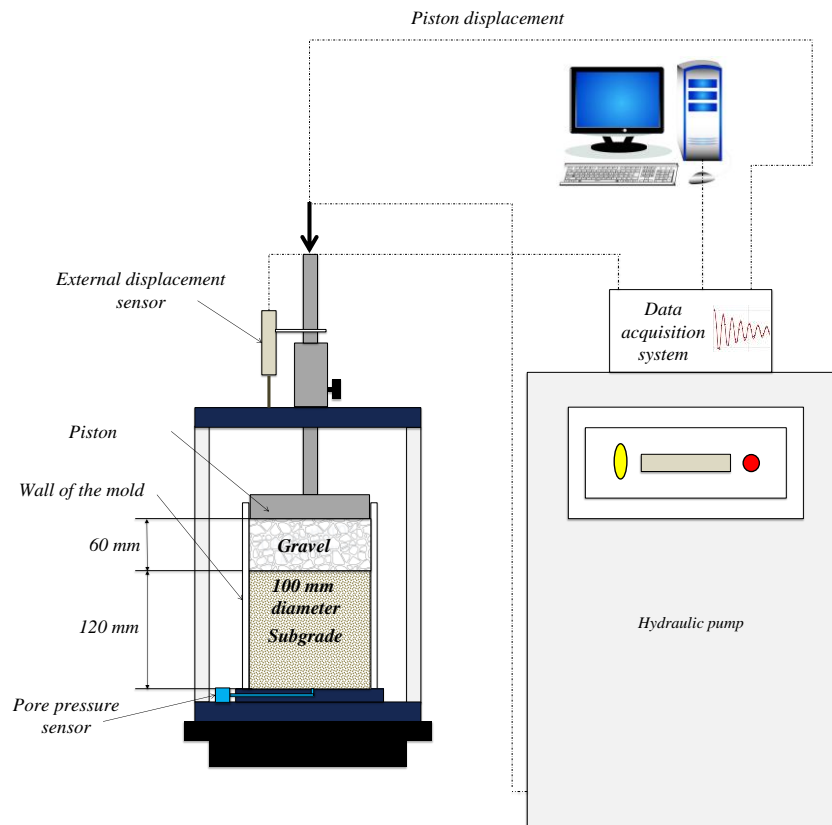 Piston displacement
External displacement
sensor
Data
acquisition
system
Piston
Wall of the mold
60 mm
Gravel
100 mm
diameter
Subgrade
120 mm
Hydraulic pump
Pore pressure
sensor